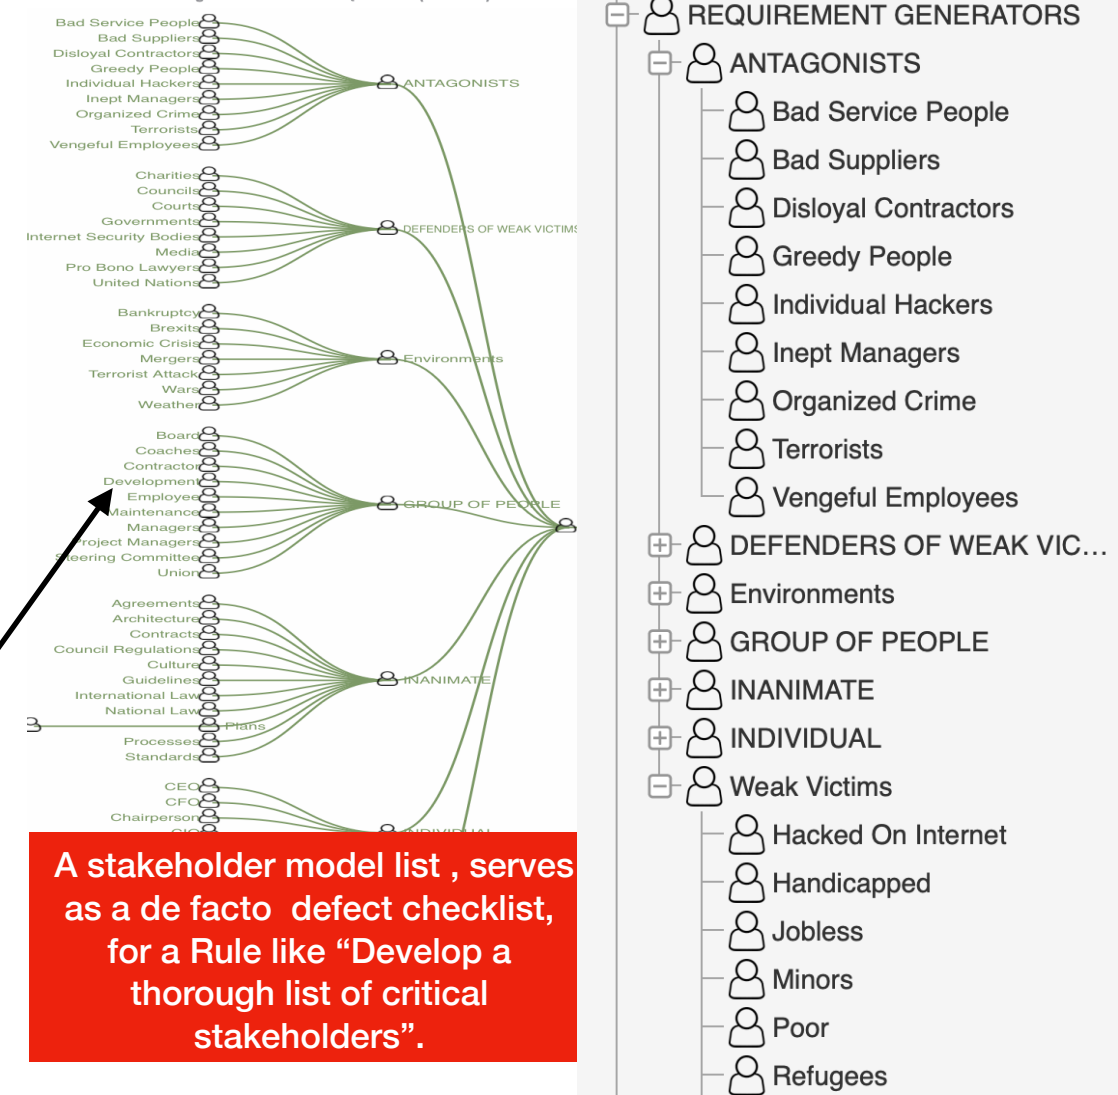 Bad Service People
Bad Suppliers
Disloyal Contractors
Greedy People
Individual Hackers
Inept Managers
Organized Crime
Terrorists
Vengeful Employees
ANTAGONISTS
Charities
Councils
Courts
Governments
Internet Security Bodies
Media
Pro Bono Lawyers
United Nations
DEFENDERS OF WEAK VICTIMS
Bankruptcy
Brexits
Economic Crisis
Mergers
Terrorist Attack
Wars
Weather
Environments
Board
Coaches
Contractor
Development
Employee
Maintenance
Managers
Project Managers
Steering Committee
Union
GROUP OF PEOPLE
Agreements
Architecture
Contracts
Council Regulations
Culture
Guidelines
International Law
National Law
Plans
Processes
Standards
INANIMATE
CEO
CFO
Chairperson
CIO
INDIVIDUAL
A stakeholder model list , serves
as a de facto  defect checklist,
for a Rule like “Develop a
thorough list of critical
stakeholders”.
REQUIREMENT GENERATORS
ANTAGONISTS
Bad Service People
Bad Suppliers
Disloyal Contractors
Greedy People
Individual Hackers
Inept Managers
Organized Crime
Terrorists
Vengeful Employees
DEFENDERS OF WEAK VIC...
Environments
GROUP OF PEOPLE
INANIMATE
INDIVIDUAL
Weak Victims
Hacked On Internet
Handicapped
Jobless
Minors
Poor
Refugees